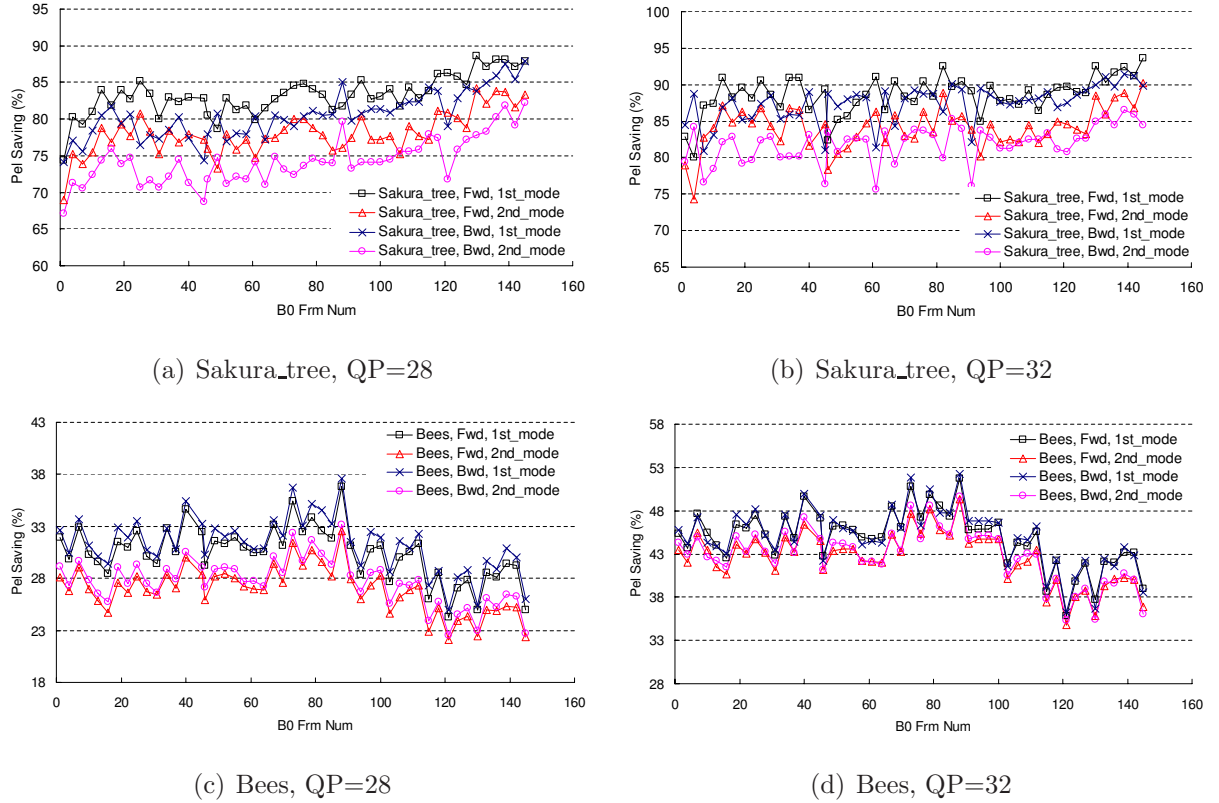 95
90
85
80
75
70
65
60
Pel Saving (%)
Sakura_tree, Fwd, 1st_mode
Sakura_tree, Fwd, 2nd_mode
Sakura_tree, Bwd, 1st_mode
Sakura_tree, Bwd, 2nd_mode
0 20 40 60 80 100 120 140 160
B0 Frm Num
(a) Sakura_tree, QP=28
100
95
90
85
80
75
70
65
Pel Saving (%)
Sakura_tree, Fwd, 1st_mode
Sakura_tree, Fwd, 2nd_mode
Sakura_tree, Bwd, 1st_mode
Sakura_tree, Bwd, 2nd_mode
0 20 40 60 80 100 120 140 160
B0 Frm Num
(b) Sakura_tree, QP=32
43
38
33
28
23
18
Pel Saving (%)
Bees, Fwd, 1st_mode
Bees, Fwd, 2nd_mode
Bees, Bwd, 1st_mode
Bees, Bwd, 2nd_mode
0 20 40 60 80 100 120 140 160
B0 Frm Num
(c) Bees, QP=28
58
53
48
43
38
33
28
Pel Saving (%)
Bees, Fwd, 1st_mode
Bees, Fwd, 2nd_mode
Bees, Bwd, 1st_mode
Bees, Bwd, 2nd_mode
0 20 40 60 80 100 120 140 160
B0 Frm Num
(d) Bees, QP=32